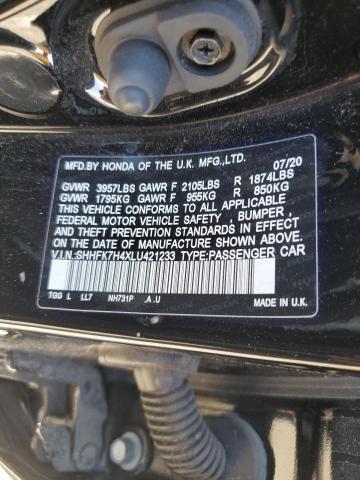 MFD.BY HONDA OF THE U.K. MFG.,LTD. 07/20
GVWR 3957LBS GAWR F 2105LBS R 1874LBS
GVWR 1795KG GAWR F 955KG R 850KG
THIS VEHICLE CONFORMS TO ALL APPLICABLE
FEDERAL MOTOR VEHICLE SAFETY , BUMPER ,
AND THEFT PREVENTION STANDARDS IN EFFECT
ON THE DATE OF MANUFACTURE SHOWN ABOVE.
V.I.N:SHHFK7H4XLU421233 TYPE:PASSENGER CAR
TGG L LL7 NH731P .A .U MADE IN U.K